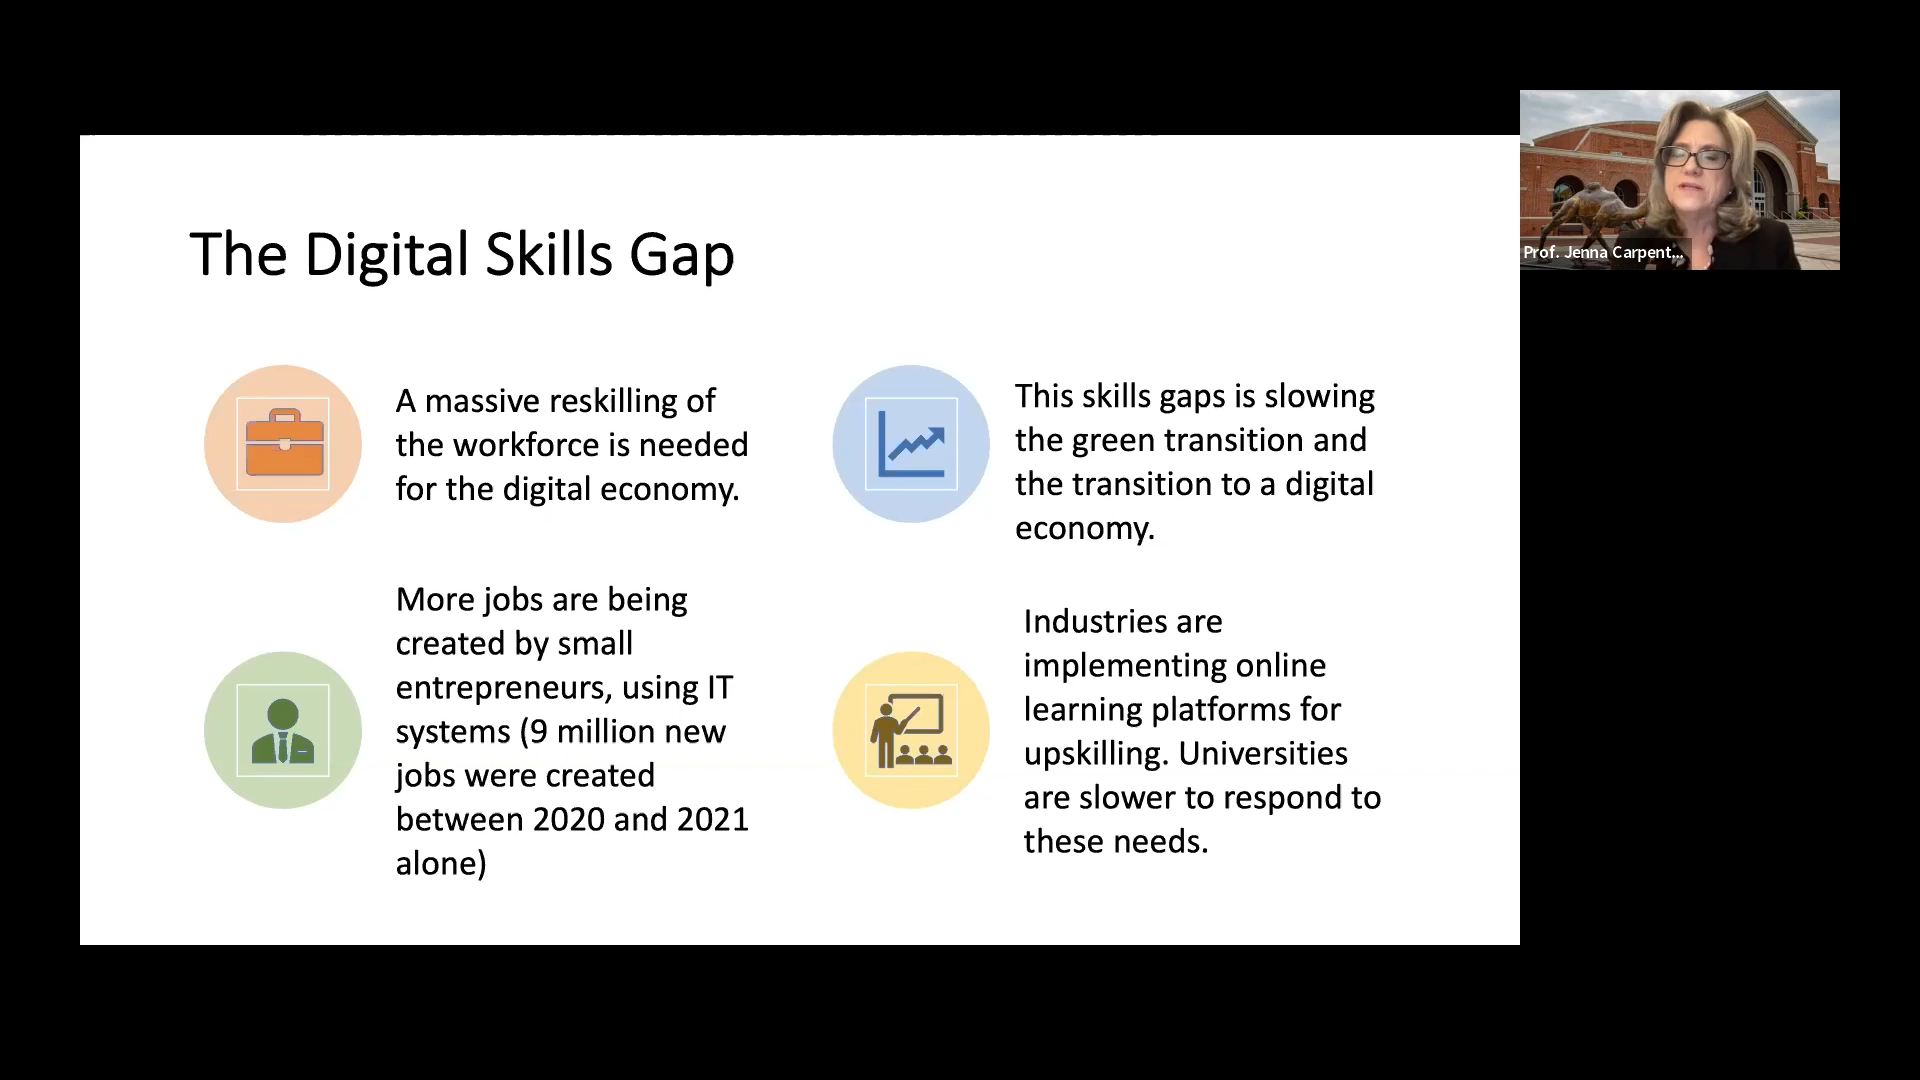 The Digital Skills Gap
A massive reskilling of
the workforce is needed
for the digital economy.
This skills gaps is slowing
the green transition and
the transition to a digital
economy.
More jobs are being
created by small
entrepreneurs, using IT
systems (9 million new
jobs were created
between 2020 and 2021
alone)
Industries are
implementing online
learning platforms for
upskilling. Universities
are slower to respond to
these needs.
Prof. Jenna Carpent...